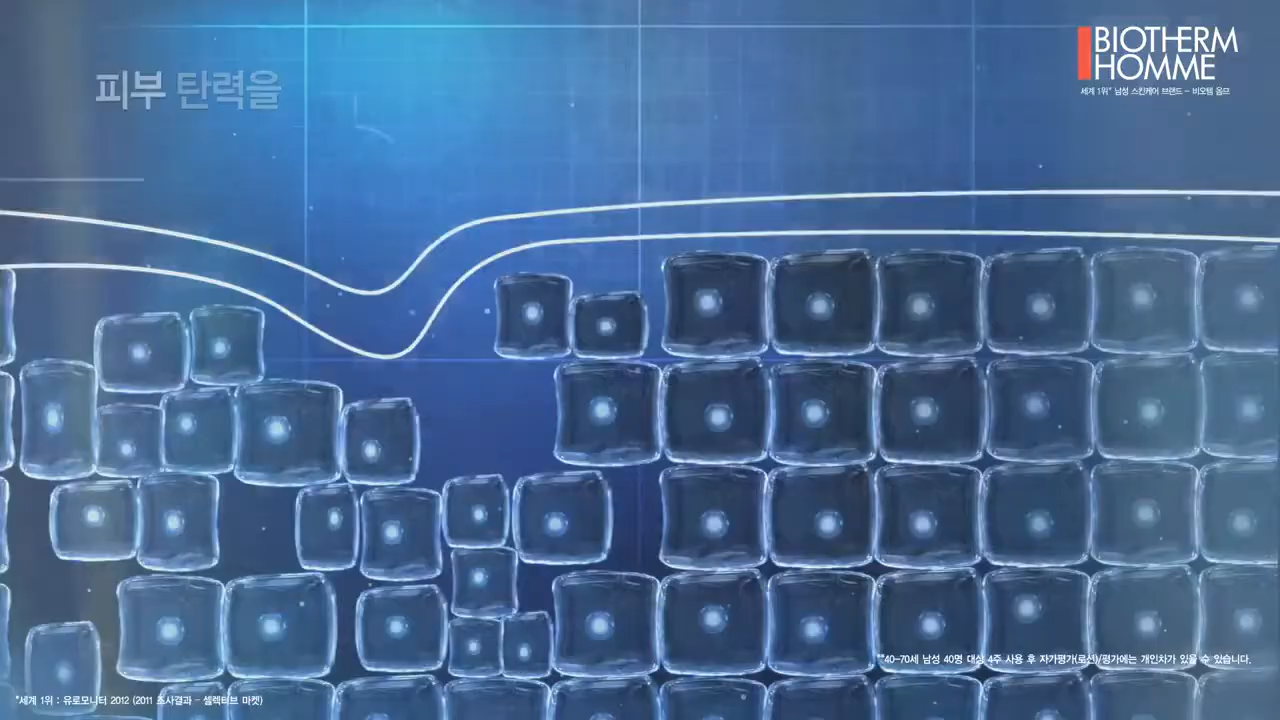 피부 탄력을
BIOTHERM
HOMME
세계 1위* 남성 스킨케어 브랜드 - 비오템 옴므
**40-70세 남성 40명 대상 4주 사용 후 자가평가(로션)/평가에는 개인차가 있을 수 있습니다.
*세계 1위 : 유로모니터 2012 (2011 조사결과 - 셀렉티브 마켓)